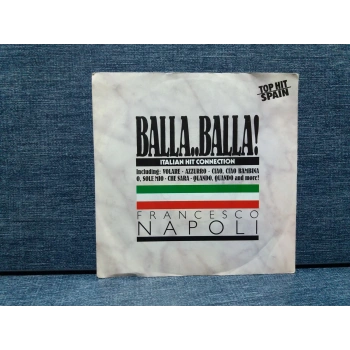 TOP HIT
SPAIN
BALLA..BALLA!
ITALIAN HIT CONNECTION
Including: VOLARE - AZZURRO - CIAO, CIAO BAMBINA
O, SOLE MIO - CHE SARA - QUANDO, QUANDO and more!
FRANCESCO
NAPOLI